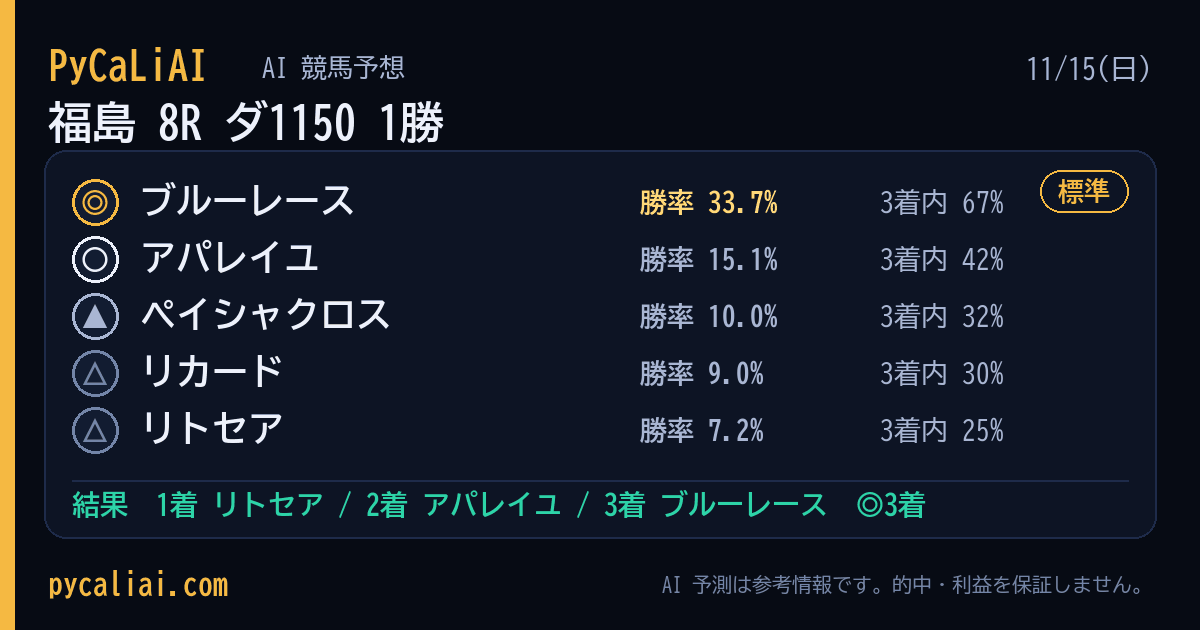 PyCaLiAI AI 競馬予想 11/15(日)
福島 8R ダ1150 1勝
◎ ブルーレース 勝率 33.7% 3着内 67% 標準
○ アパレイユ 勝率 15.1% 3着内 42%
▲ ペイシャクロス 勝率 10.0% 3着内 32%
△ リカード 勝率 9.0% 3着内 30%
△ リトセア 勝率 7.2% 3着内 25%
結果 1着 リトセア / 2着 アパレイユ / 3着 ブルーレース ◎3着
pycaliai.com AI 予測は参考情報です。的中・利益を保証しません。